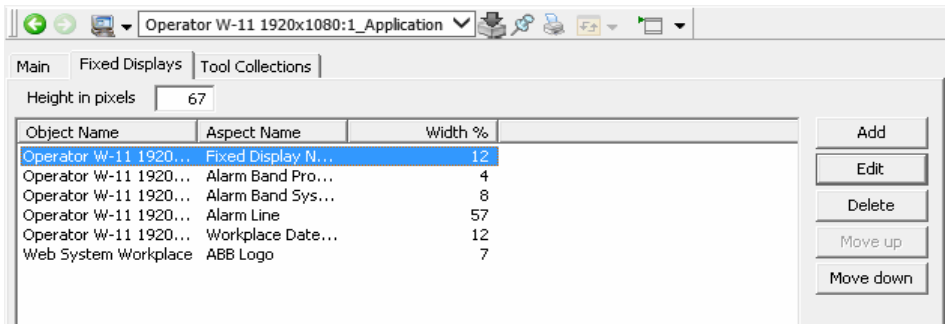 Operator W-11 1920x1080:1_Application
Main Fixed Displays Tool Collections
Height in pixels 67
Object Name Aspect Name Width %
Operator W-11 1920... Fixed Display N... 12
Operator W-11 1920... Alarm Band Pro... 4
Operator W-11 1920... Alarm Band Sys... 8
Operator W-11 1920... Alarm Line 57
Operator W-11 1920... Workplace Date... 12
Web System Workplace ABB Logo 7
Add
Edit
Delete
Move up
Move down